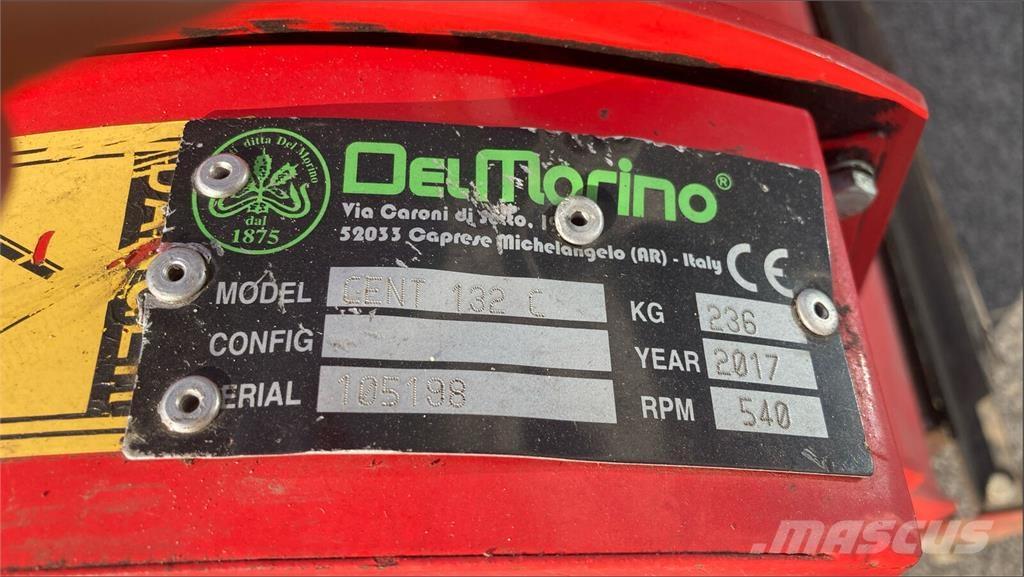 ditta Del Morino
dal
1875
DELMORINO®
Via Caroni di
52033 Caprese Michelangelo (AR) - Italy
CE
MODEL CENT 132 C
KG 236
CONFIG
YEAR 2017
ERIAL 105198
RPM 540
MASCUS